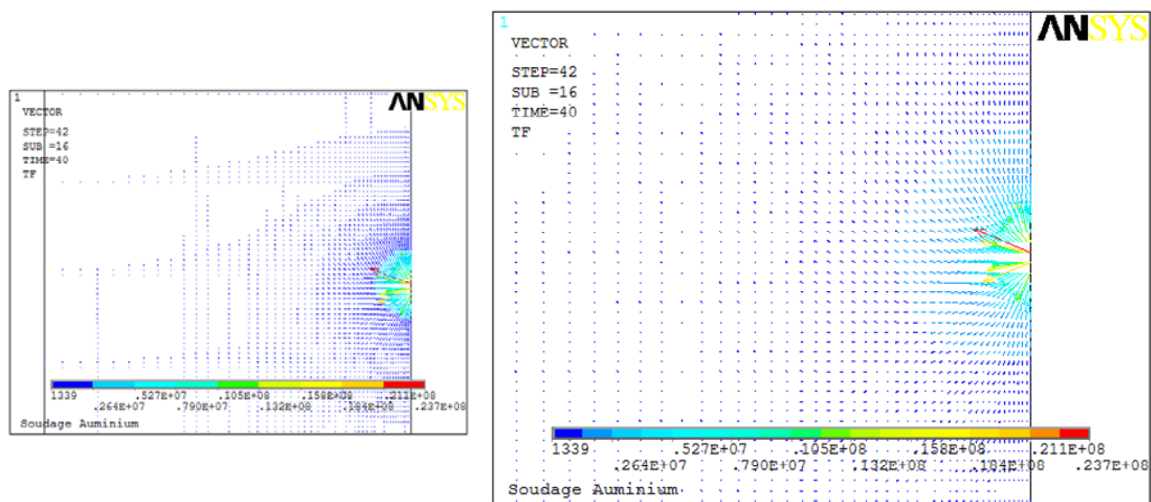 1
ANSYS
VECTOR
STEP=42
SUB =16
TIME=40
TF
1339 .527E+07 .105E+08 .158E+08 .211E+08
.264E+07 .790E+07 .132E+08 .184E+08 .237E+08
Soudage Auminium
1
ANSYS
VECTOR
STEP=42
SUB =16
TIME=40
TF
1339 .527E+07 .105E+08 .158E+08 .211E+08
.264E+07 .790E+07 .132E+08 .184E+08 .237E+08
Soudage Auminium